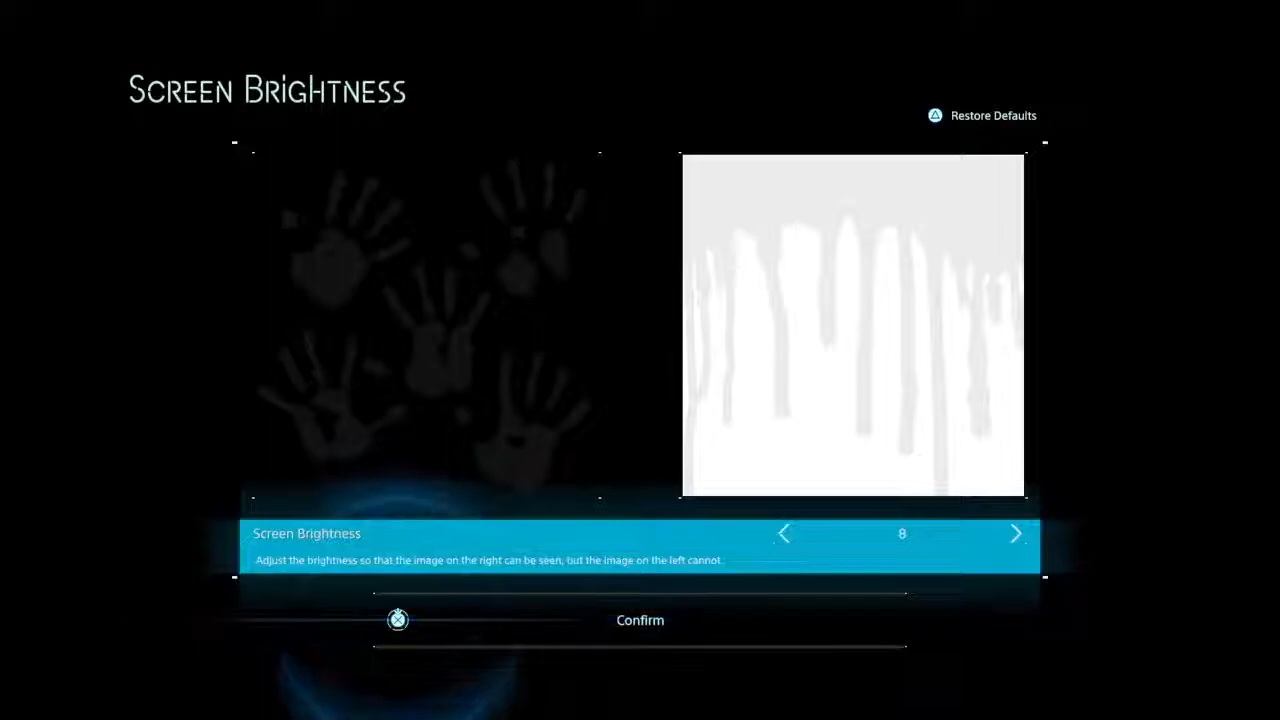 Screen Brightness
Restore Defaults
Screen Brightness
8
Adjust the brightness so that the image on the right can be seen, but the image on the left cannot.
Confirm